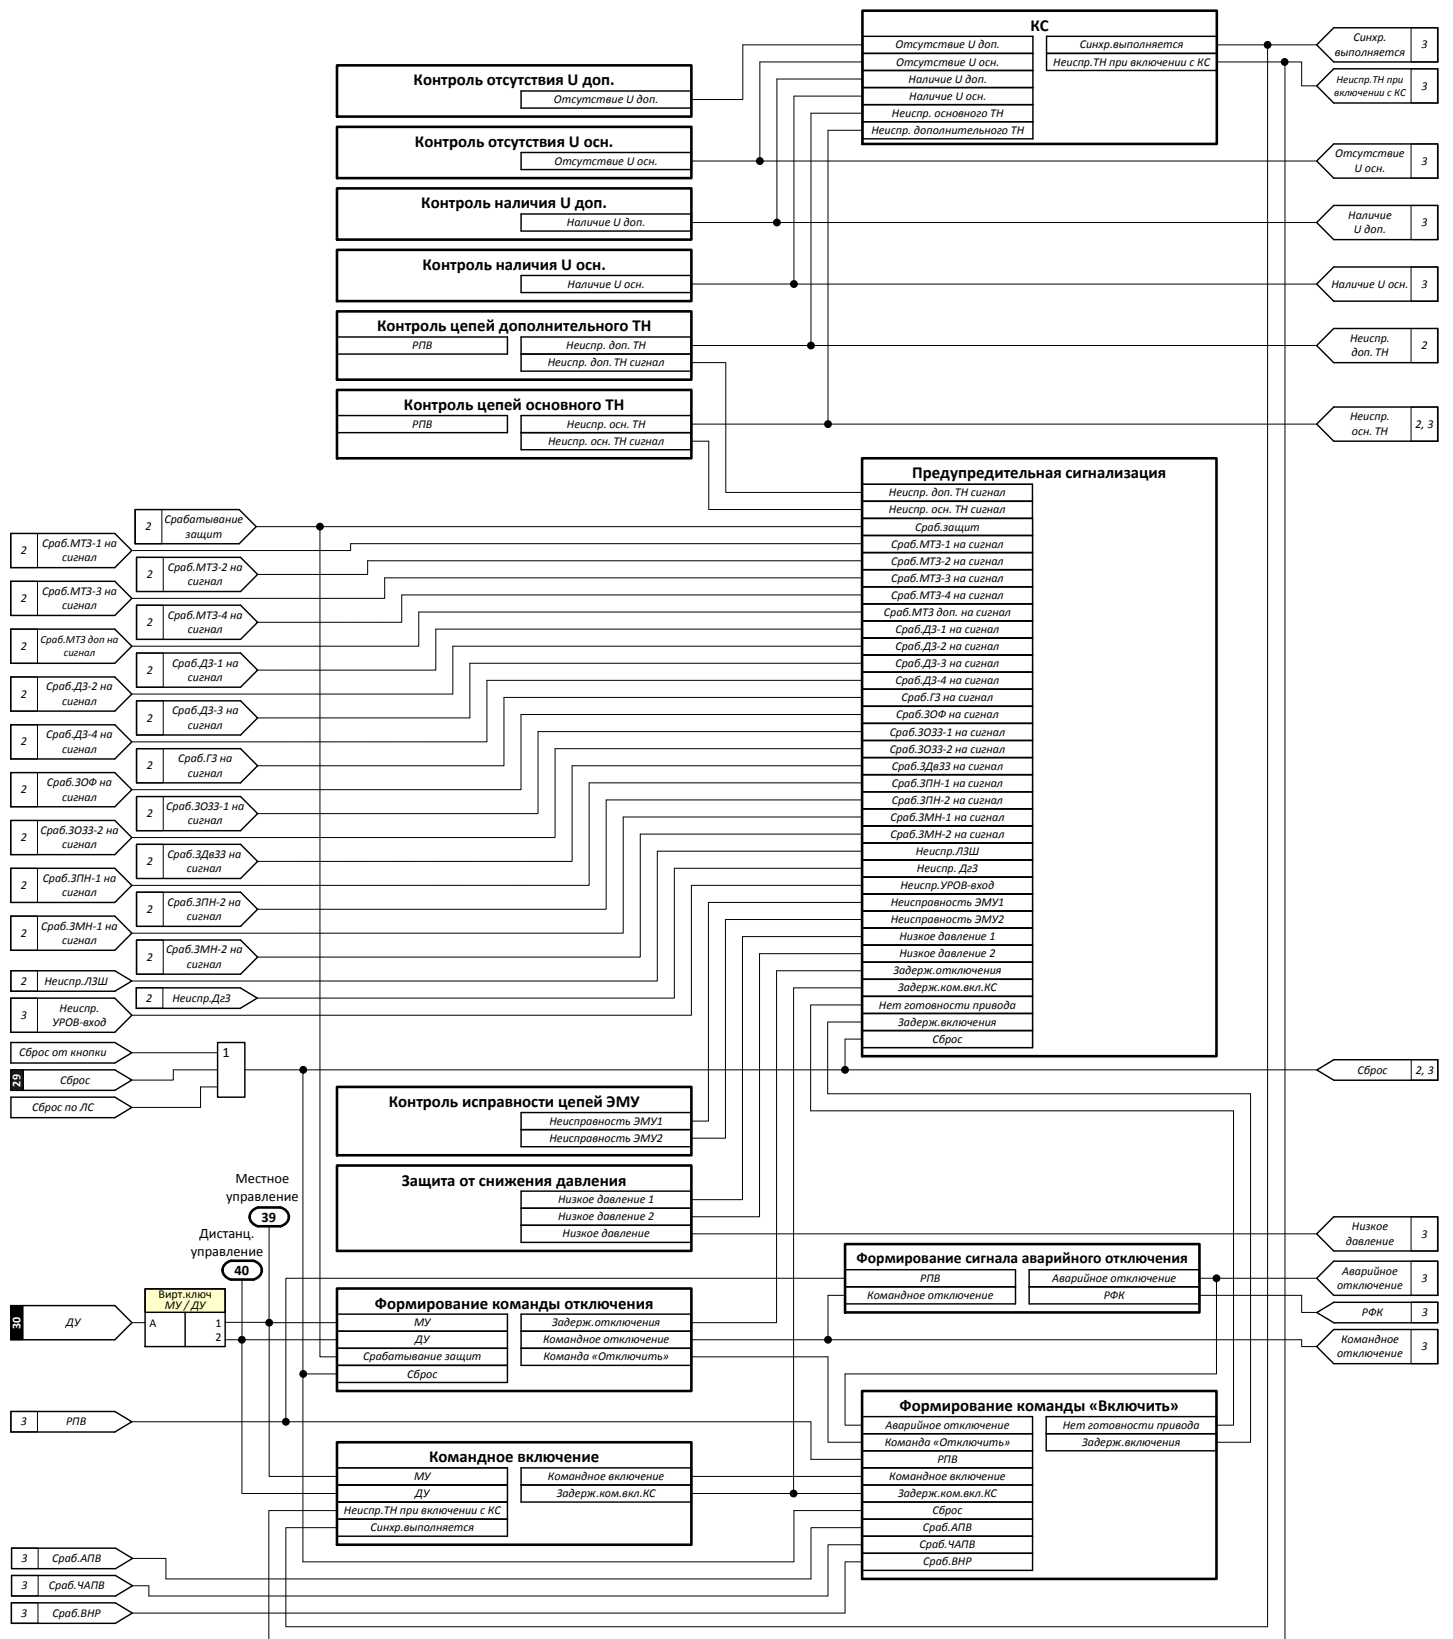 КС
Отсутствие U доп.
Отсутствие U осн.
Наличие U доп.
Наличие U осн.
Неиспр. основного ТН
Неиспр. дополнительного ТН
Синхр.выполняется
Неиспр.ТН при включении с КС
Синхр.
выполняется
3
Неиспр.ТН при
включении с КС
3
Контроль отсутствия U доп.
Отсутствие U доп.
Контроль отсутствия U осн.
Отсутствие U осн.
Отсутствие
U осн.
3
Контроль наличия U доп.
Наличие U доп.
Наличие
U доп.
3
Контроль наличия U осн.
Наличие U осн.
Наличие U осн.
3
Контроль цепей дополнительного ТН
РПВ
Неиспр. доп. ТН
Неиспр. доп. ТН сигнал
Неиспр.
доп. ТН
2
Контроль цепей основного ТН
РПВ
Неиспр. осн. ТН
Неиспр. осн. ТН сигнал
Неиспр.
осн. ТН
2, 3
Предупредительная сигнализация
Неиспр. доп. ТН сигнал
Неиспр. осн. ТН сигнал
Сраб.защит
Сраб.МТЗ-1 на сигнал
Сраб.МТЗ-2 на сигнал
Сраб.МТЗ-3 на сигнал
Сраб.МТЗ-4 на сигнал
Сраб.МТЗ доп. на сигнал
Сраб.ДЗ-1 на сигнал
Сраб.ДЗ-2 на сигнал
Сраб.ДЗ-3 на сигнал
Сраб.ДЗ-4 на сигнал
Сраб.ГЗ на сигнал
Сраб.ЗОФ на сигнал
Сраб.ЗОЗЗ-1 на сигнал
Сраб.ЗОЗЗ-2 на сигнал
Сраб.ЗДвЗЗ на сигнал
Сраб.ЗПН-1 на сигнал
Сраб.ЗПН-2 на сигнал
Сраб.ЗМН-1 на сигнал
Сраб.ЗМН-2 на сигнал
Неиспр.ЛЗШ
Неиспр. ДгЗ
Неиспр.УРОВ-вход
Неисправность ЭМУ1
Неисправность ЭМУ2
Низкое давление 1
Низкое давление 2
Задерж.отключения
Задерж.ком.вкл.КС
Нет готовности привода
Задерж.включения
Сброс
2
Срабатывание
защит
2
Сраб.МТЗ-1 на
сигнал
2
Сраб.МТЗ-2 на
сигнал
2
Сраб.МТЗ-3 на
сигнал
2
Сраб.МТЗ-4 на
сигнал
2
Сраб.МТЗ доп на
сигнал
2
Сраб.ДЗ-1 на
сигнал
2
Сраб.ДЗ-2 на
сигнал
2
Сраб.ДЗ-3 на
сигнал
2
Сраб.ДЗ-4 на
сигнал
2
Сраб.ГЗ на
сигнал
2
Сраб.ЗОФ на
сигнал
2
Сраб.ЗОЗЗ-1 на
сигнал
2
Сраб.ЗОЗЗ-2 на
сигнал
2
Сраб.ЗДвЗЗ на
сигнал
2
Сраб.ЗПН-1 на
сигнал
2
Сраб.ЗПН-2 на
сигнал
2
Сраб.ЗМН-1 на
сигнал
2
Сраб.ЗМН-2 на
сигнал
2
Неиспр.ЛЗШ
2
Неиспр.ДгЗ
3
Неиспр.
УРОВ-вход
Сброс от кнопки
29
Сброс
Сброс по ЛС
1
Сброс
2, 3
Контроль исправности цепей ЭМУ
Неисправность ЭМУ1
Неисправность ЭМУ2
Защита от снижения давления
Низкое давление 1
Низкое давление 2
Низкое давление
Низкое
давление
3
Местное
управление
39
Дистанц.
управление
40
30
ДУ
Вирт.ключ
МУ / ДУ
A
1
2
Формирование команды отключения
МУ
ДУ
Срабатывание защит
Сброс
Задерж.отключения
Командное отключение
Команда «Отключить»
Формирование сигнала аварийного отключения
РПВ
Командное отключение
Аварийное отключение
РФК
Аварийное
отключение
3
РФК
3
Командное
отключение
3
3
РПВ
Командное включение
МУ
ДУ
Неиспр.ТН при включении с КС
Синхр.выполняется
Командное включение
Задерж.ком.вкл.КС
Формирование команды «Включить»
Аварийное отключение
Команда «Отключить»
РПВ
Командное включение
Задерж.ком.вкл.КС
Сброс
Сраб.АПВ
Сраб.ЧАПВ
Сраб.ВНР
Нет готовности привода
Задерж.включения
3
Сраб.АПВ
3
Сраб.ЧАПВ
3
Сраб.ВНР